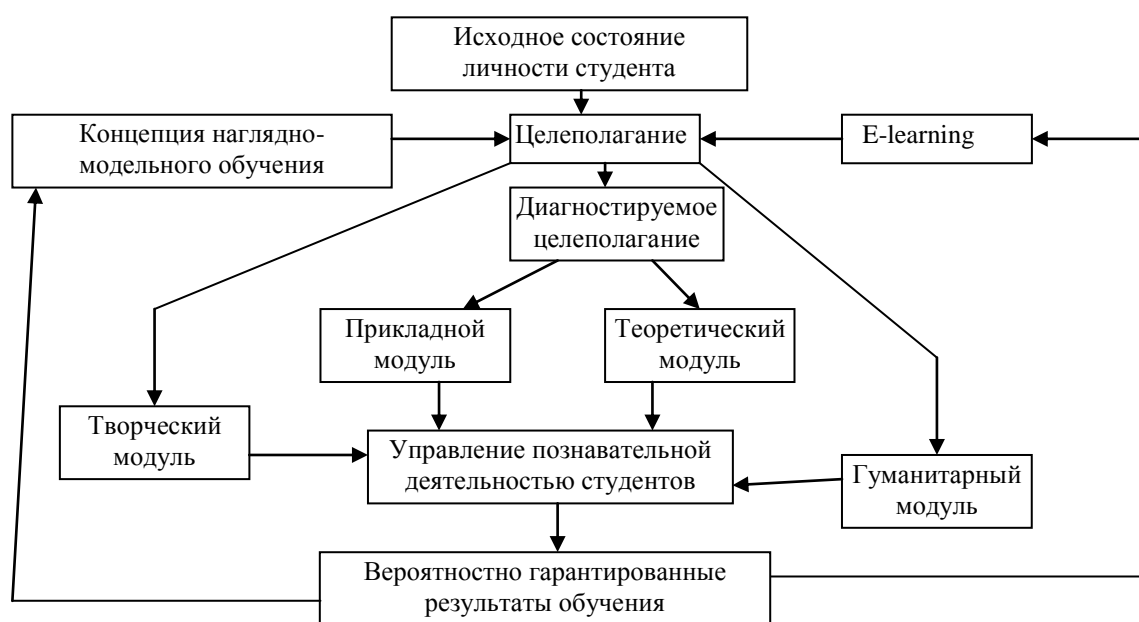 Исходное состояние
личности студента
Концепция наглядно-
модельного обучения
Целеполагание
E-learning
Диагностируемое
целеполагание
Прикладной
модуль
Теоретический
модуль
Творческий
модуль
Управление познавательной
деятельностью студентов
Гуманитарный
модуль
Вероятностно гарантированные
результаты обучения